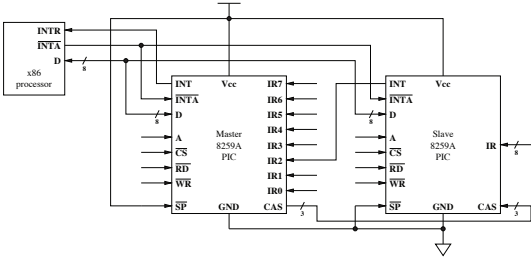 INTR
INTA
D
8
x86
processor
INT
Vcc
IR7
INTA
IR6
D
8
IR5
IR4
A
Master
8259A
PIC
IR3
CS
IR2
RD
IR1
WR
IR0
SP
GND
CAS
3
INT
Vcc
INTA
D
8
A
Slave
8259A
PIC
IR
8
CS
RD
WR
SP
GND
CAS
3